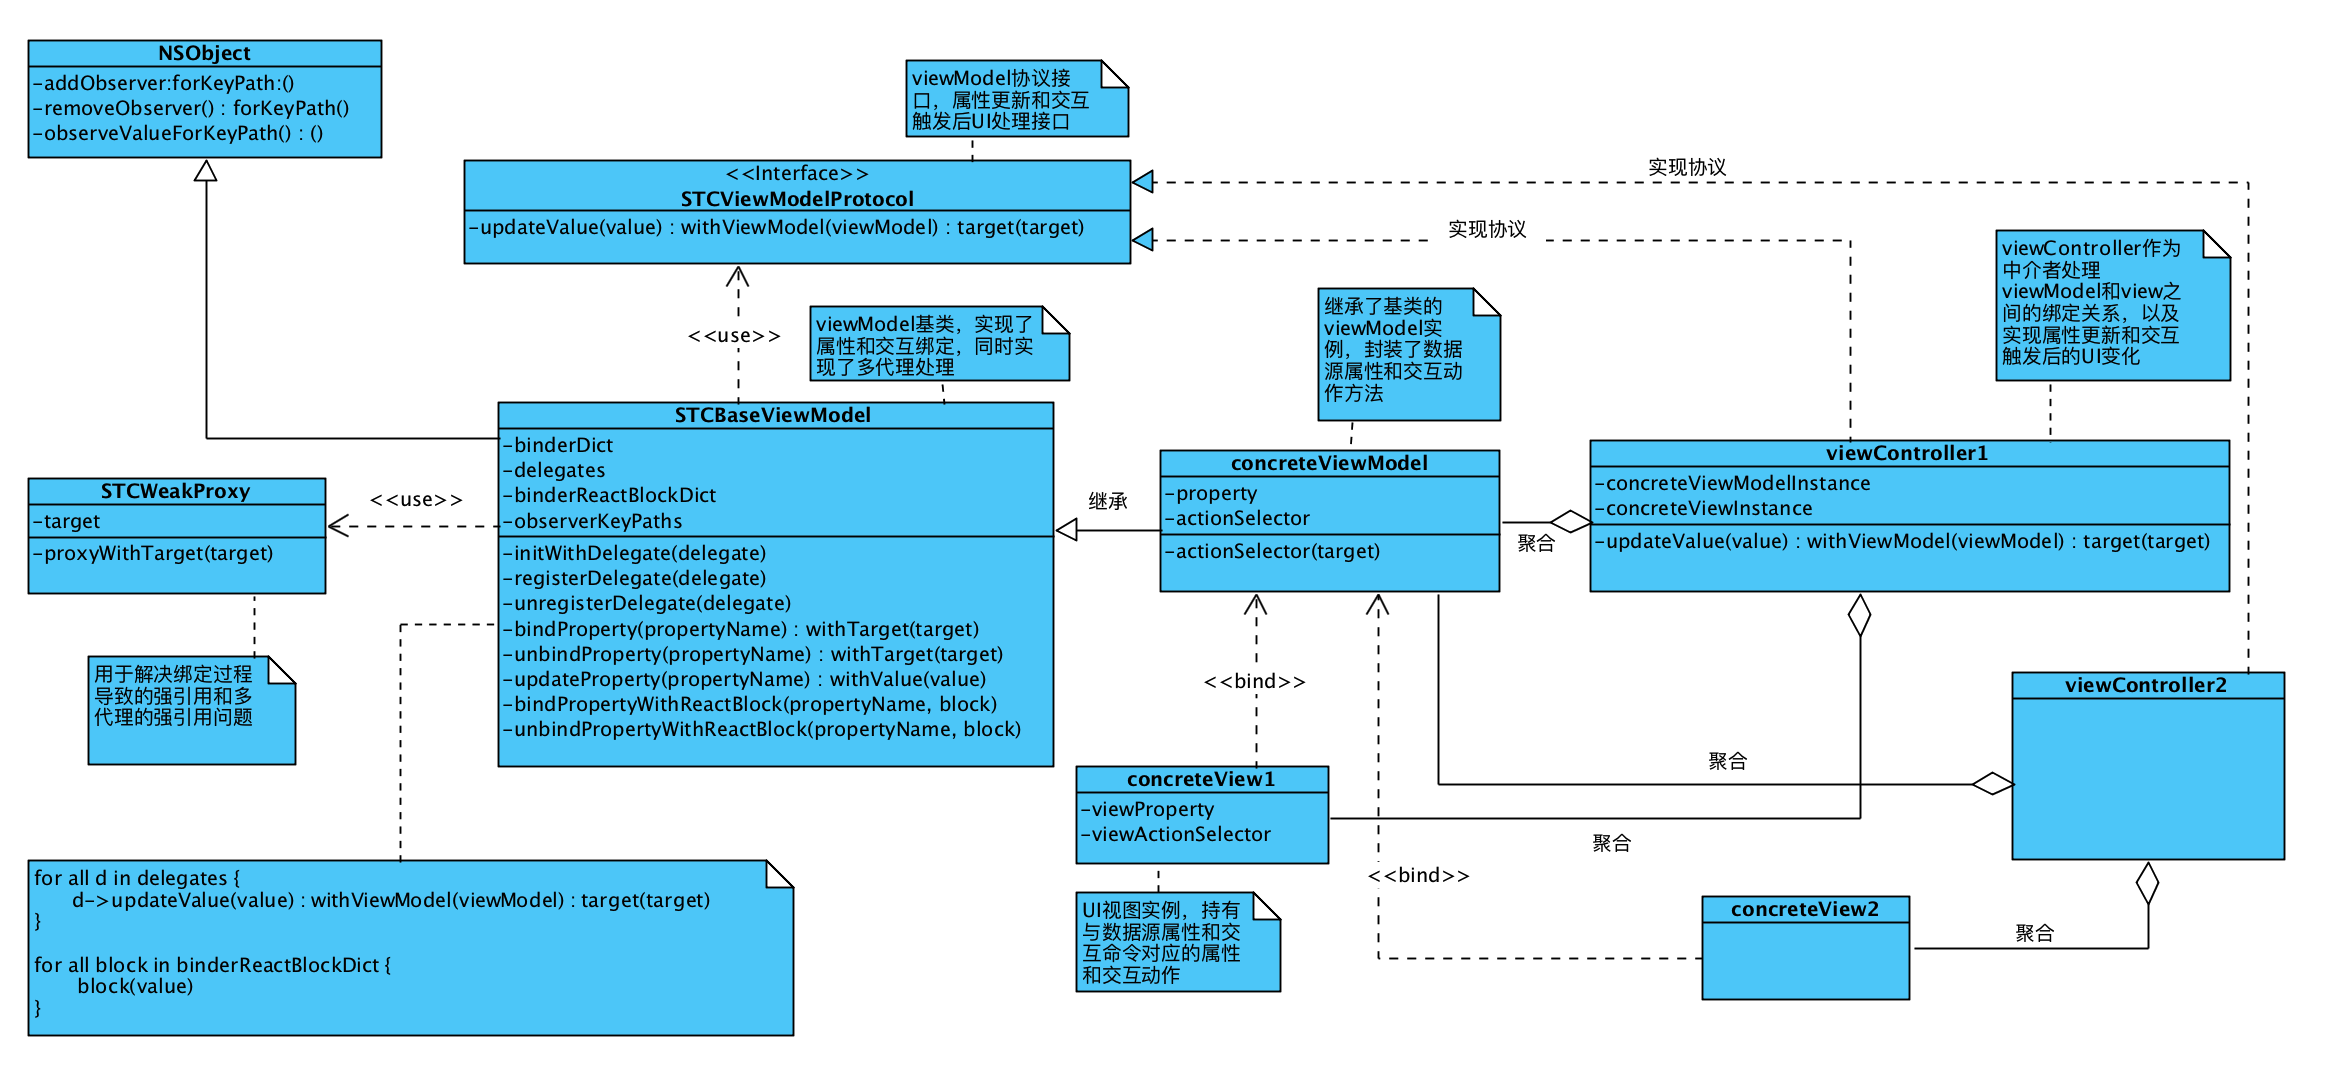 NSObject
-addObserver:forKeyPath:()
-removeObserver() : forKeyPath()
-observeValueForKeyPath() : ()
viewModel协议接
口，属性更新和交互
触发后UI处理接口
<<Interface>>
STCViewModelProtocol
-updateValue(value) : withViewModel(viewModel) : target(target)
实现协议
实现协议
viewController作为
中介者处理
viewModel和view之
间的绑定关系，以及
实现属性更新和交互
触发后的UI变化
<<use>>
viewModel基类，实现了
属性和交互绑定，同时实
现了多代理处理
继承了基类的
viewModel实
例，封装了数据
源属性和交互动
作方法
STCBaseViewModel
-binderDict
-delegates
-binderReactBlockDict
-observerKeyPaths
-initWithDelegate(delegate)
-registerDelegate(delegate)
-unregisterDelegate(delegate)
-bindProperty(propertyName) : withTarget(target)
-unbindProperty(propertyName) : withTarget(target)
-updateProperty(propertyName) : withValue(value)
-bindPropertyWithReactBlock(propertyName, block)
-unbindPropertyWithReactBlock(propertyName, block)
STCWeakProxy
-target
-proxyWithTarget(target)
<<use>>
用于解决绑定过程
导致的强引用和多
代理的强引用问题
继承
concreteViewModel
-property
-actionSelector
-actionSelector(target)
聚合
viewController1
-concreteViewModelInstance
-concreteViewInstance
-updateValue(value) : withViewModel(viewModel) : target(target)
<<bind>>
viewController2
聚合
concreteView1
-viewProperty
-viewActionSelector
聚合
<<bind>>
UI视图实例，持有
与数据源属性和交
互命令对应的属性
和交互动作
concreteView2
聚合
for all d in delegates {
d->updateValue(value) : withViewModel(viewModel) : target(target)
}
for all block in binderReactBlockDict {
block(value)
}